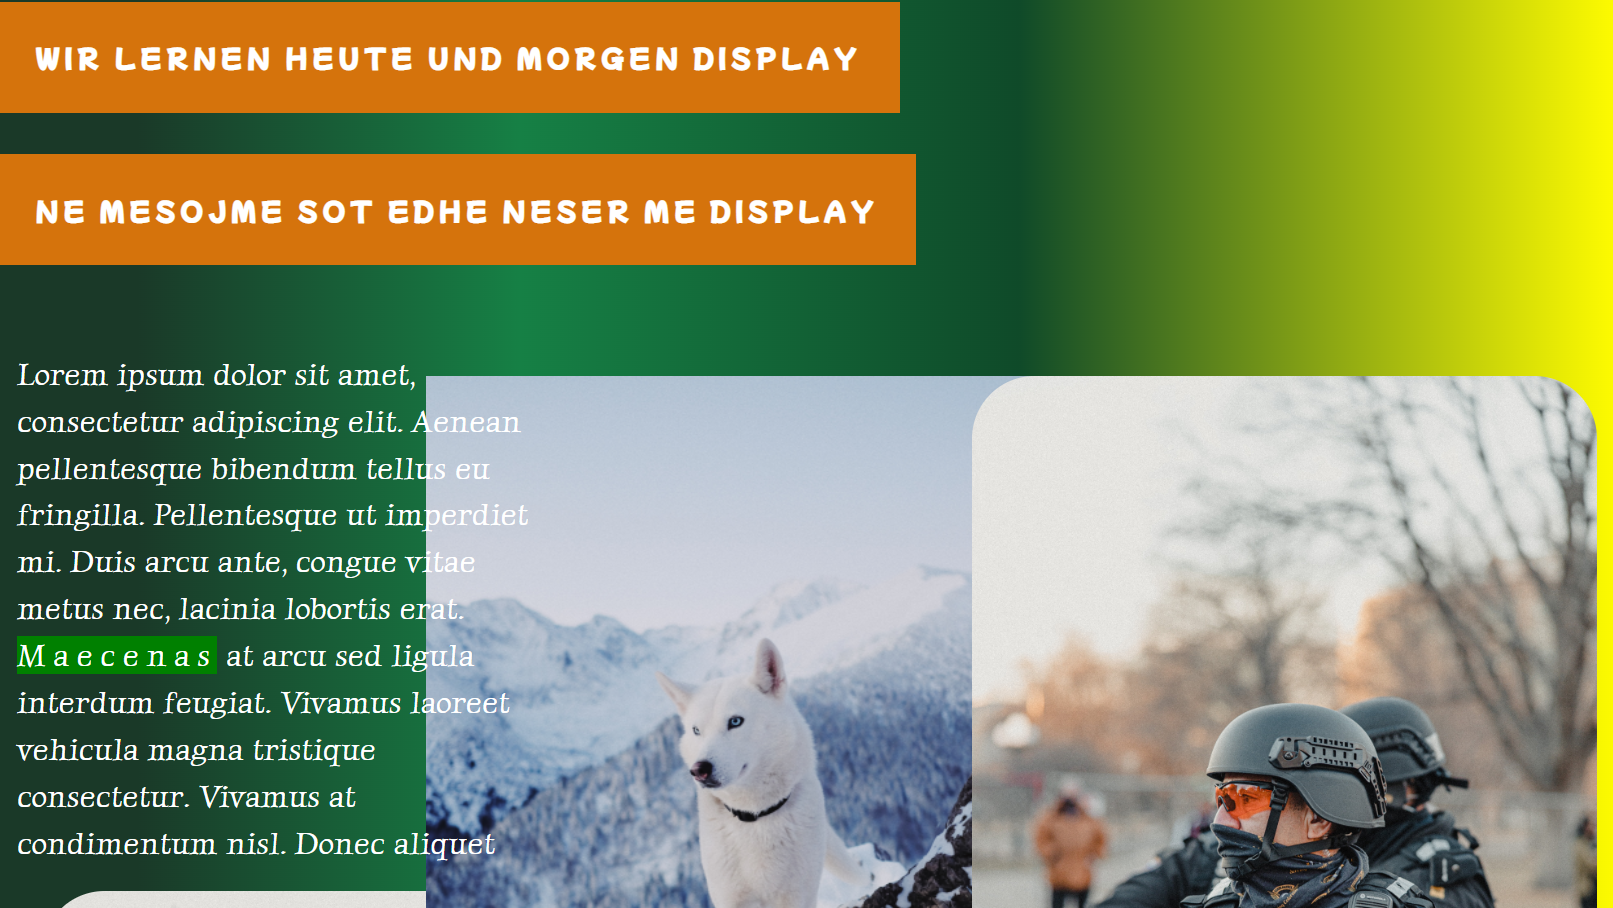 WIR LERNEN HEUTE UND MORGEN DISPLAY
NE MESOJME SOT EDHE NESER ME DISPLAY
Lorem ipsum dolor sit amet,
consectetur adipiscing elit. Aenean
pellentesque bibendum tellus eu
fringilla. Pellentesque ut imperdiet
mi. Duis arcu ante, congue vitae
metus nec, lacinia lobortis erat.
Maecenas at arcu sed ligula
interdum feugiat. Vivamus laoreet
vehicula magna tristique
consectetur. Vivamus at
condimentum nisl. Donec aliquet